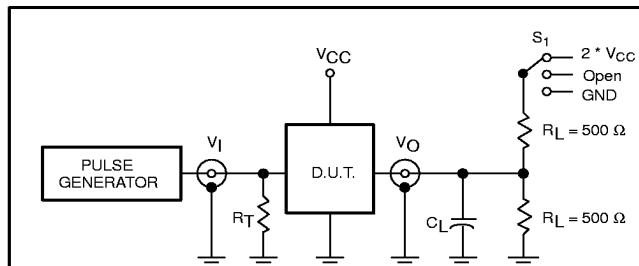 S1
2 * VCC
Open
GND
VCC
RL = 500 Ω
VI
VO
PULSE
GENERATOR
D.U.T.
RT
CL
RL = 500 Ω